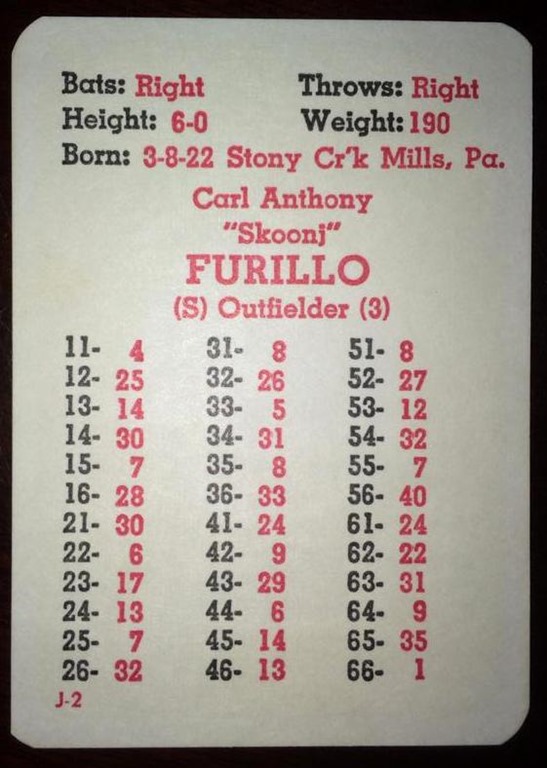 Bats: Right Throws: Right
Height: 6-0 Weight: 190
Born: 3-8-22 Stony Cr'k Mills, Pa.
Carl Anthony
"Skoonj"
FURILLO
(S) Outfielder (3)
11- 4 31- 8 51- 8
12- 25 32- 26 52- 27
13- 14 33- 5 53- 12
14- 30 34- 31 54- 32
15- 7 35- 8 55- 7
16- 28 36- 33 56- 40
21- 30 41- 24 61- 24
22- 6 42- 9 62- 22
23- 17 43- 29 63- 31
24- 13 44- 6 64- 9
25- 7 45- 14 65- 35
26- 32 46- 13 66- 1
J-2